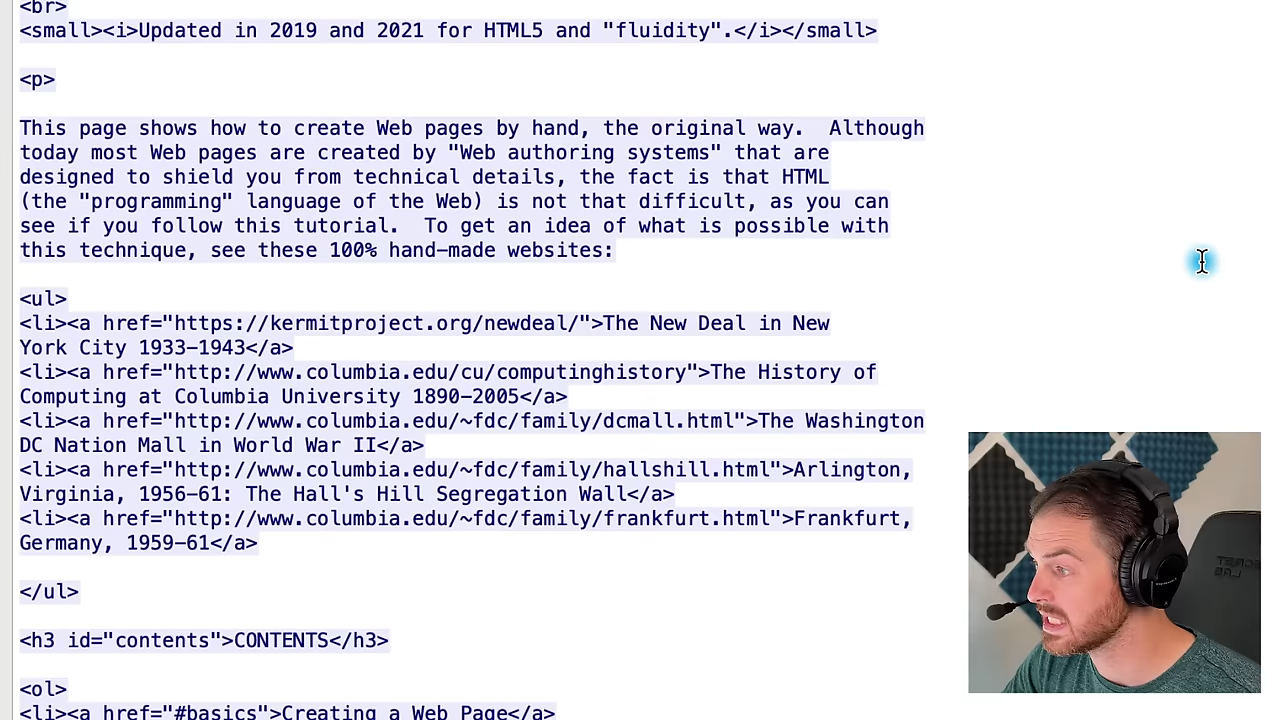 <br>
<small><i>Updated in 2019 and 2021 for HTML5 and "fluidity".</i></small>
<p>
This page shows how to create Web pages by hand, the original way.  Although
today most Web pages are created by "Web authoring systems" that are
designed to shield you from technical details, the fact is that HTML
(the "programming" language of the Web) is not that difficult, as you can
see if you follow this tutorial.  To get an idea of what is possible with
this technique, see these 100% hand-made websites:
<ul>
<li><a href="https://kermitproject.org/newdeal/">The New Deal in New
York City 1933-1943</a>
<li><a href="http://www.columbia.edu/cu/computinghistory">The History of
Computing at Columbia University 1890-2005</a>
<li><a href="http://www.columbia.edu/~fdc/family/dcmall.html">The Washington
DC Nation Mall in World War II</a>
<li><a href="http://www.columbia.edu/~fdc/family/hallshill.html">Arlington,
Virginia, 1956-61: The Hall's Hill Segregation Wall</a>
<li><a href="http://www.columbia.edu/~fdc/family/frankfurt.html">Frankfurt,
Germany, 1959-61</a>
</ul>
<h3 id="contents">CONTENTS</h3>
<ol>
<li><a href="#basics">Creating a Web Page</a>